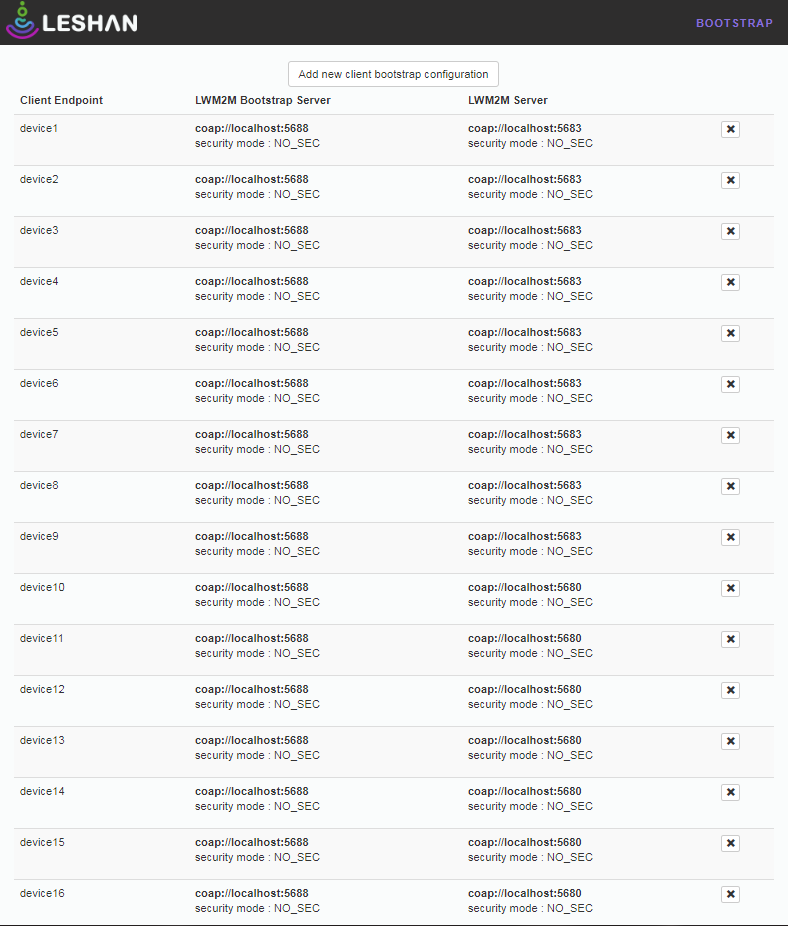 LESHAN
BOOTSTRAP
Add new client bootstrap configuration
Client Endpoint LWM2M Bootstrap Server LWM2M Server
device1 coap://localhost:5688 coap://localhost:5683
security mode : NO_SEC security mode : NO_SEC
device2 coap://localhost:5688 coap://localhost:5683
security mode : NO_SEC security mode : NO_SEC
device3 coap://localhost:5688 coap://localhost:5683
security mode : NO_SEC security mode : NO_SEC
device4 coap://localhost:5688 coap://localhost:5683
security mode : NO_SEC security mode : NO_SEC
device5 coap://localhost:5688 coap://localhost:5683
security mode : NO_SEC security mode : NO_SEC
device6 coap://localhost:5688 coap://localhost:5683
security mode : NO_SEC security mode : NO_SEC
device7 coap://localhost:5688 coap://localhost:5683
security mode : NO_SEC security mode : NO_SEC
device8 coap://localhost:5688 coap://localhost:5683
security mode : NO_SEC security mode : NO_SEC
device9 coap://localhost:5688 coap://localhost:5683
security mode : NO_SEC security mode : NO_SEC
device10 coap://localhost:5688 coap://localhost:5680
security mode : NO_SEC security mode : NO_SEC
device11 coap://localhost:5688 coap://localhost:5680
security mode : NO_SEC security mode : NO_SEC
device12 coap://localhost:5688 coap://localhost:5680
security mode : NO_SEC security mode : NO_SEC
device13 coap://localhost:5688 coap://localhost:5680
security mode : NO_SEC security mode : NO_SEC
device14 coap://localhost:5688 coap://localhost:5680
security mode : NO_SEC security mode : NO_SEC
device15 coap://localhost:5688 coap://localhost:5680
security mode : NO_SEC security mode : NO_SEC
device16 coap://localhost:5688 coap://localhost:5680
security mode : NO_SEC security mode : NO_SEC